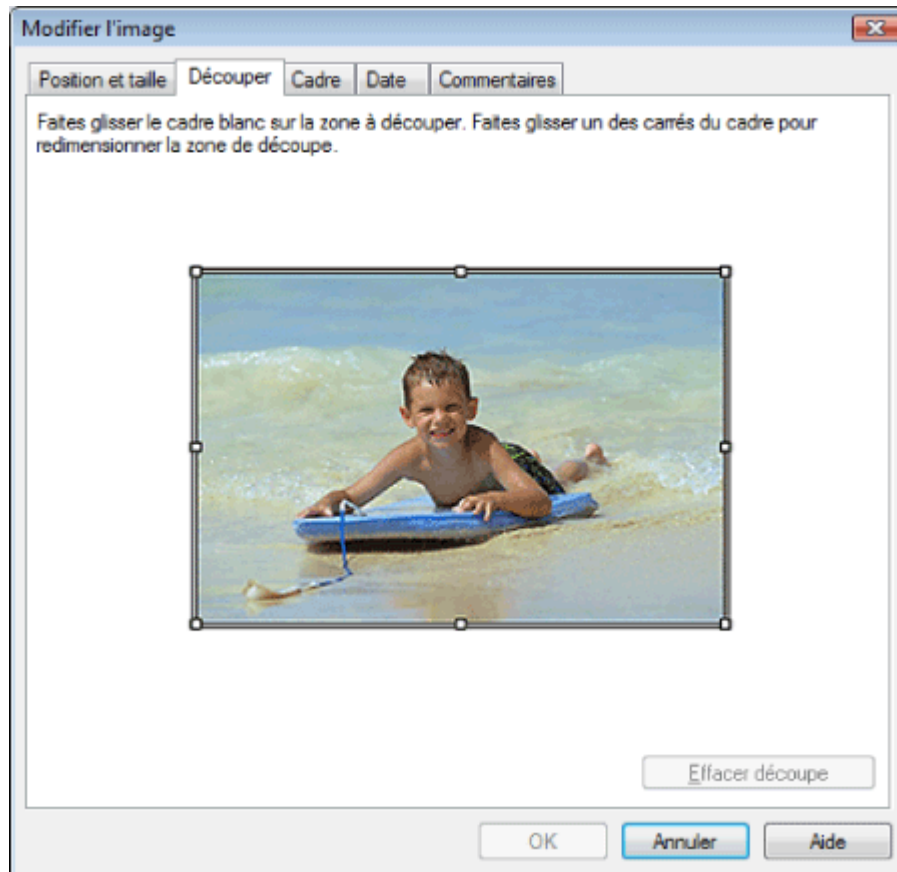 Modifier l'image
Position et taille
Découper
Cadre
Date
Commentaires
Faites glisser le cadre blanc sur la zone à découper. Faites glisser un des carrés du cadre pour
redimensionner la zone de découpe.
Effacer découpe
OK
Annuler
Aide